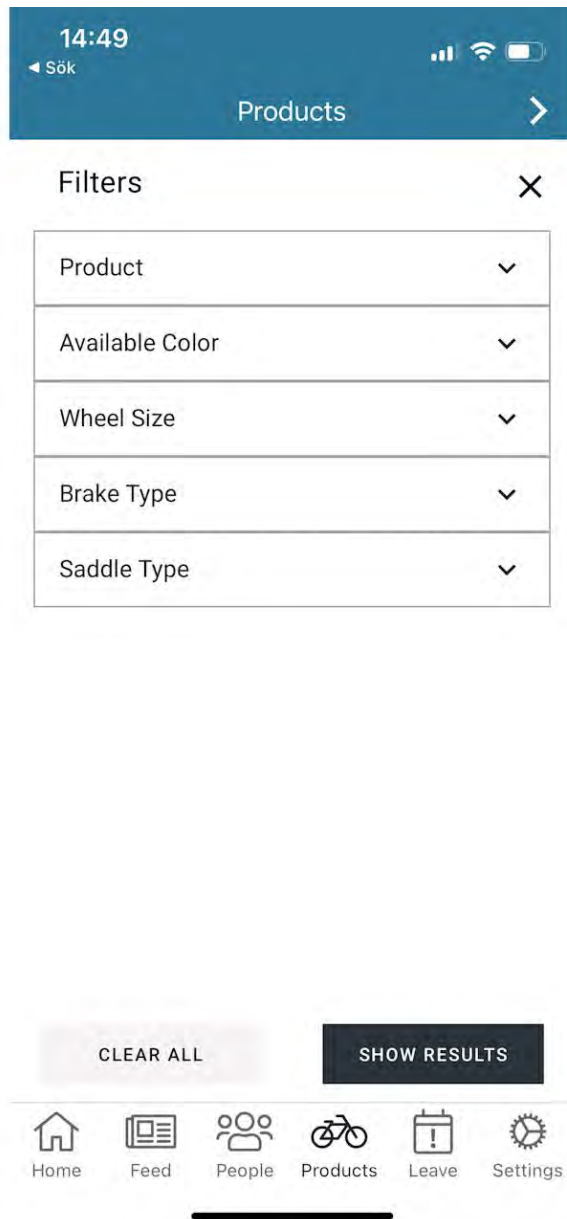 14:49
◀ Sök
Products
Filters
Product
Available Color
Wheel Size
Brake Type
Saddle Type
CLEAR ALL
SHOW RESULTS
Home Feed People Products Leave Settings